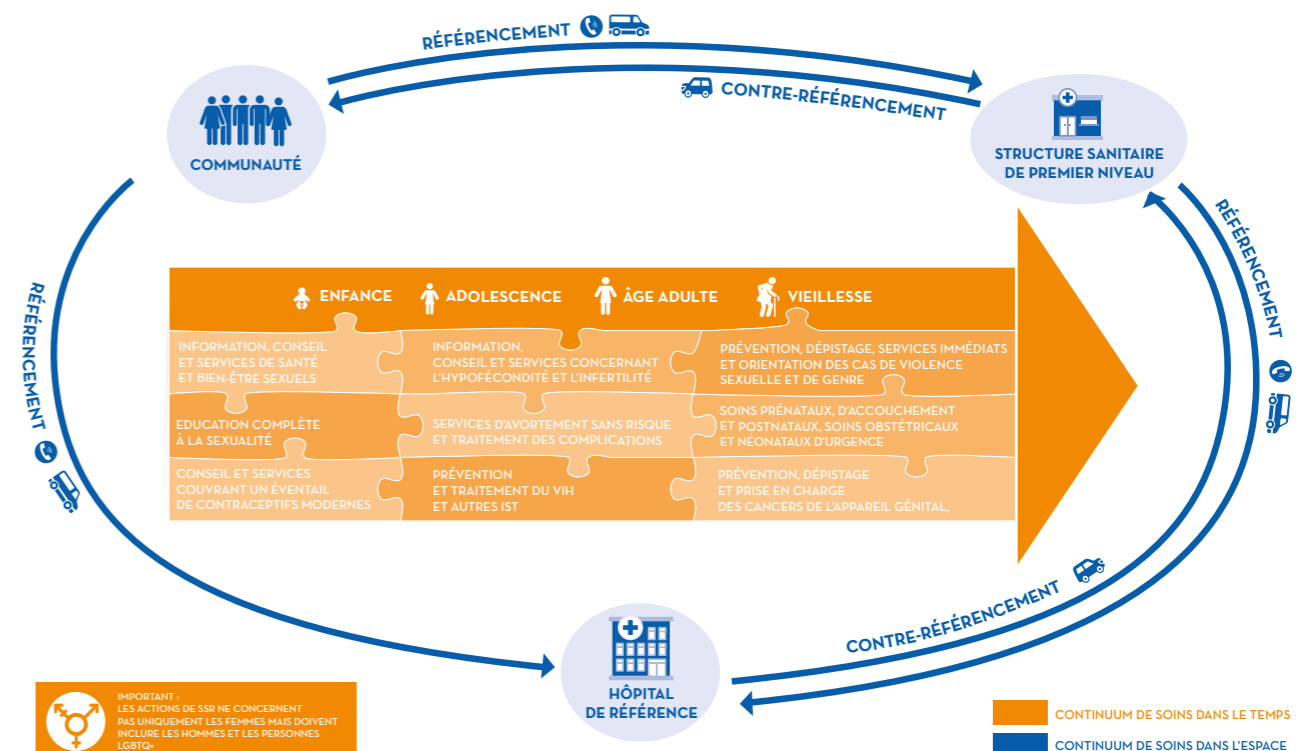 RÉFÉRENCEMENT
CONTRE-RÉFÉRENCEMENT
COMMUNAUTÉ
STRUCTURE SANITAIRE
DE PREMIER NIVEAU
RÉFÉRENCEMENT
RÉFÉRENCEMENT
ENFANCE
ADOLESCENCE
ÂGE ADULTE
VIEILLESSE
INFORMATION, CONSEIL
ET SERVICES DE SANTÉ
ET BIEN-ÊTRE SEXUELS
INFORMATION,
CONSEIL ET SERVICES CONCERNANT
L'HYPOFÉCONDITÉ ET L'INFERTILITÉ
PRÉVENTION, DÉPISTAGE, SERVICES IMMÉDIATS
ET ORIENTATION DES CAS DE VIOLENCE
SEXUELLE ET DE GENRE
EDUCATION COMPLÈTE
À LA SEXUALITÉ
SERVICES D'AVORTEMENT SANS RISQUE
ET TRAITEMENT DES COMPLICATIONS
SOINS PRÉNATAUX, D'ACCOUCHEMENT
ET POSTNATAUX, SOINS OBSTÉTRICAUX
ET NÉONATAUX D'URGENCE
CONSEIL ET SERVICES
COUVRANT UN ÉVENTAIL
DE CONTRACEPTIFS MODERNES
PRÉVENTION
ET TRAITEMENT DU VIH
ET AUTRES IST
PRÉVENTION, DÉPISTAGE
ET PRISE EN CHARGE
DES CANCERS DE L'APPAREIL GÉNITAL,
CONTRE-RÉFÉRENCEMENT
HÔPITAL
DE RÉFÉRENCE
IMPORTANT :
LES ACTIONS DE SSR NE CONCERNENT
PAS UNIQUEMENT LES FEMMES MAIS DOIVENT
INCLURE LES HOMMES ET LES PERSONNES
LGBTQ+
CONTINUUM DE SOINS DANS LE TEMPS
CONTINUUM DE SOINS DANS L'ESPACE